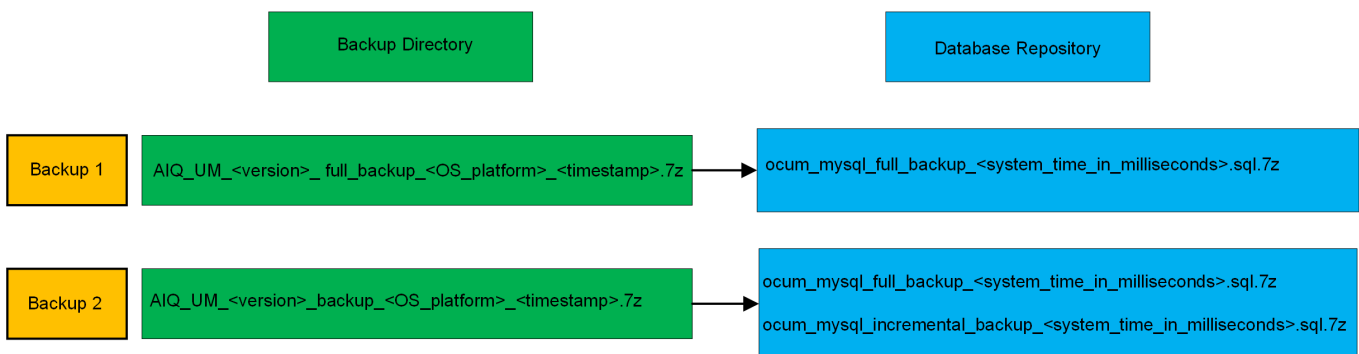 Backup Directory
Database Repository
Backup 1
AIQ_UM_<version>_ full_backup_<OS_platform>_<timestamp>.7z
ocum_mysql_full_backup_<system_time_in_milliseconds>.sql.7z
Backup 2
AIQ_UM_<version>_backup_<OS_platform>_<timestamp>.7z
ocum_mysql_full_backup_<system_time_in_milliseconds>.sql.7z
ocum_mysql_incremental_backup_<system_time_in_milliseconds>.sql.7z